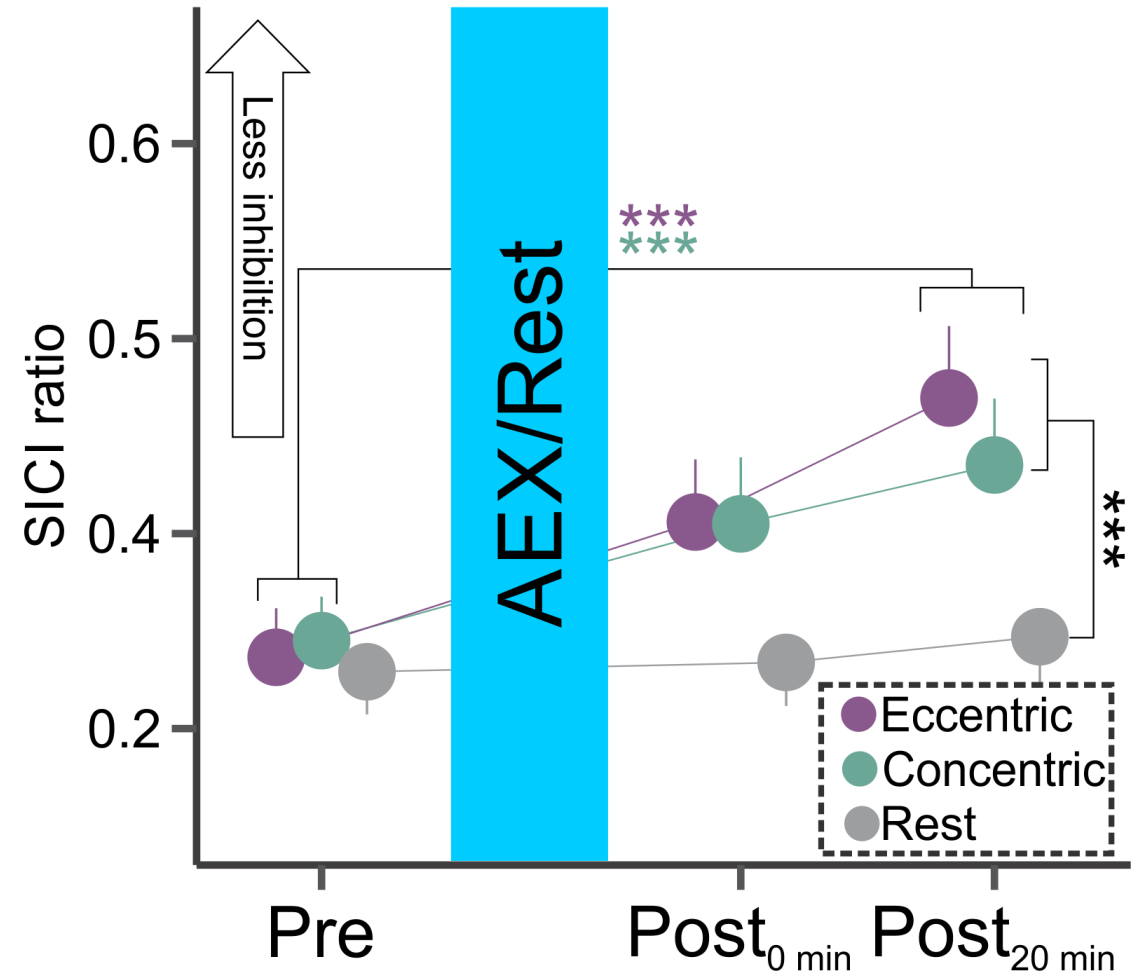 SICI ratio
0.6
0.5
0.4
0.2
Less inhibiltion
AEX/Rest
***
***
***
Eccentric
Concentric
Rest
Pre
Post0 min
Post20 min